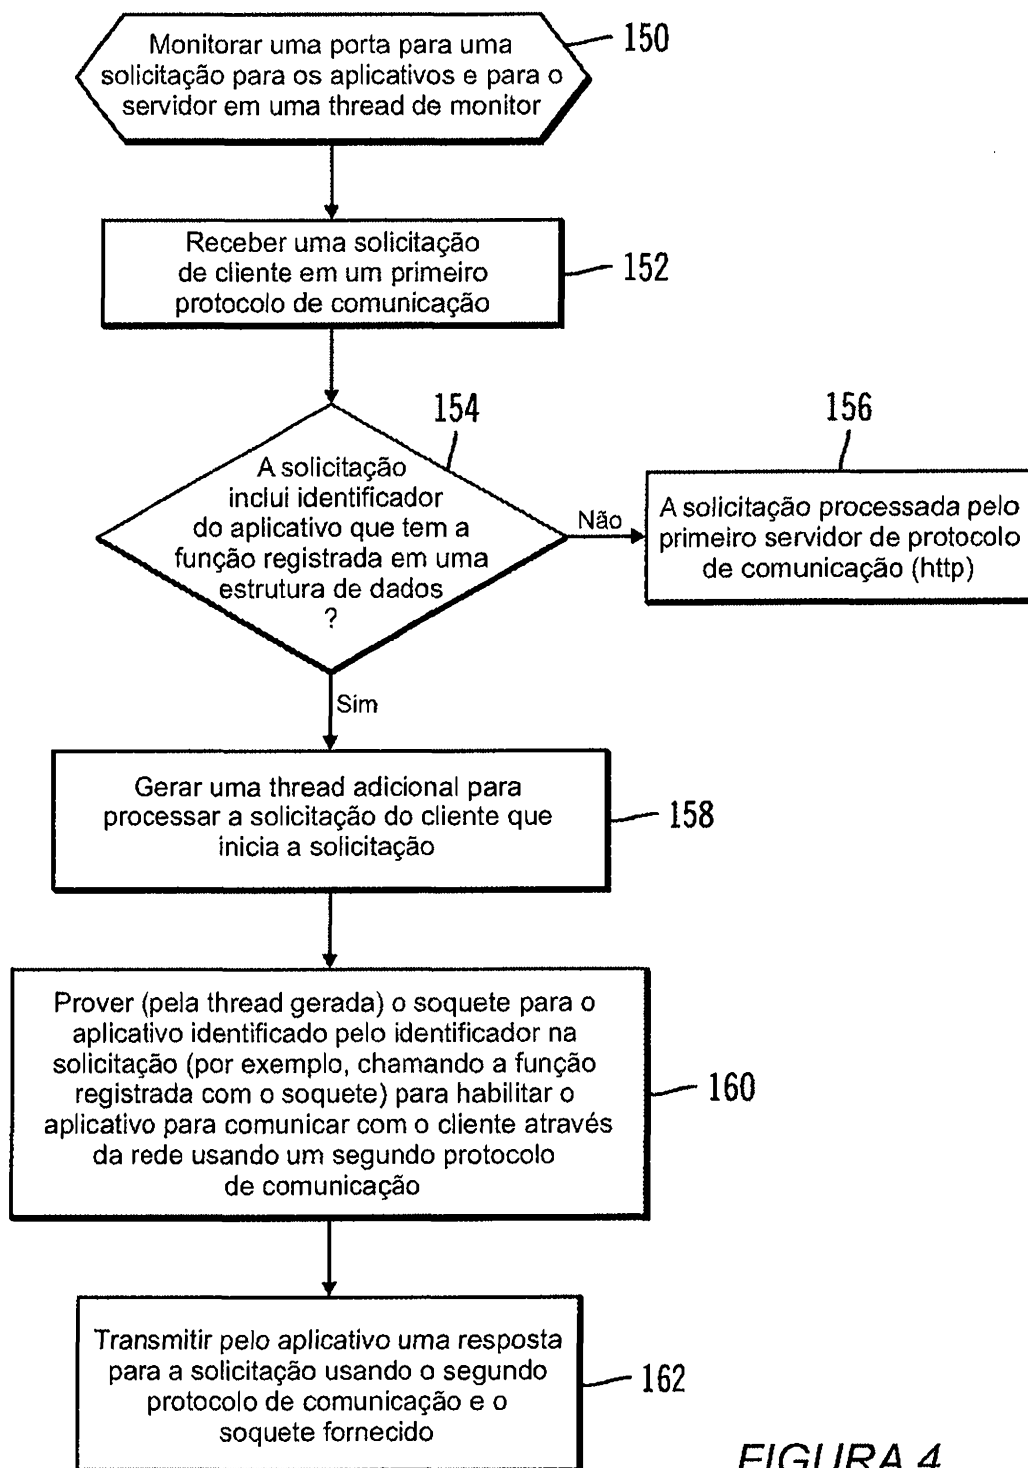 Monitorar uma porta para uma
solicitação para os aplicativos e para o
servidor em uma thread de monitor
150
Receber uma solicitação
de cliente em um primeiro
protocolo de comunicação
152
154
A solicitação
inclui identificador
do aplicativo que tem a
função registrada em uma
estrutura de dados
?
Não
156
A solicitação processada pelo
primeiro servidor de protocolo
de comunicação (http)
Sim
Gerar uma thread adicional para
processar a solicitação do cliente que
inicia a solicitação
158
Prover (pela thread gerada) o soquete para o
aplicativo identificado pelo identificador na
solicitação (por exemplo, chamando a função
registrada com o soquete) para habilitar o
aplicativo para comunicar com o cliente através
da rede usando um segundo protocolo
de comunicação
160
Transmitir pelo aplicativo uma resposta
para a solicitação usando o segundo
protocolo de comunicação e o
soquete fornecido
162
FIGURA 4